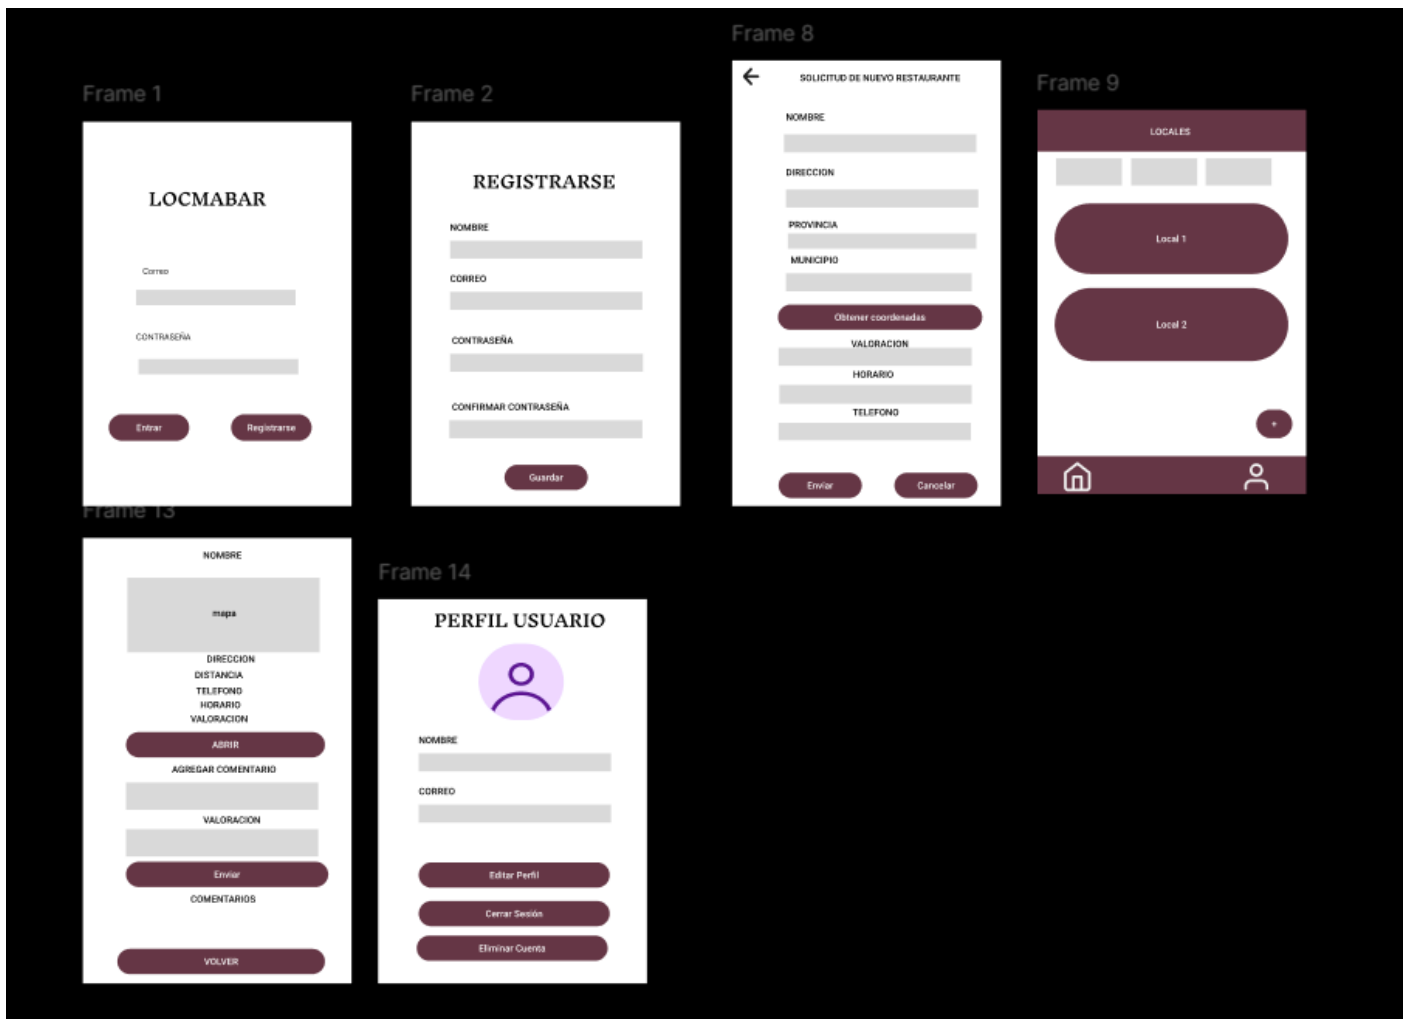 Frame 1
LOCMABAR
Correo
CONTRASEÑA
Entrar
Registrarse
Frame 2
REGISTRARSE
NOMBRE
CORREO
CONTRASEÑA
CONFIRMAR CONTRASEÑA
Guardar
Frame 8
SOLICITUD DE NUEVO RESTAURANTE
NOMBRE
DIRECCION
PROVINCIA
MUNICIPIO
Obtener coordenadas
VALORACION
HORARIO
TELEFONO
Enviar
Cancelar
Frame 9
LOCALES
Local 1
Local 2
+
Frame 13
NOMBRE
mapa
DIRECCION
DISTANCIA
TELEFONO
HORARIO
VALORACION
ABRIR
AGREGAR COMENTARIO
VALORACION
Enviar
COMENTARIOS
VOLVER
Frame 14
PERFIL USUARIO
NOMBRE
CORREO
Editar Perfil
Cerrar Sesión
Eliminar Cuenta